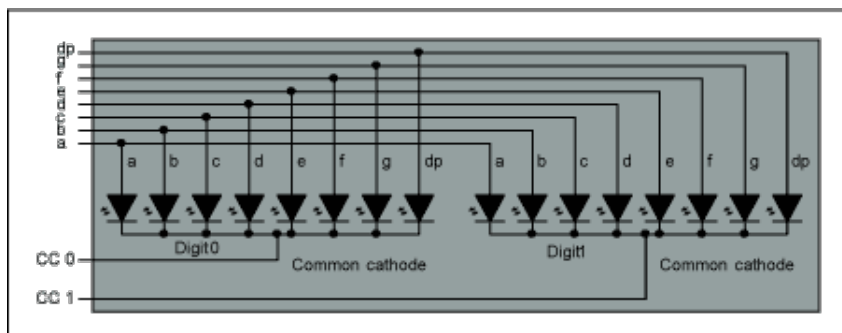 dp
g
f
e
d
c
b
a
a b c d e f g dp a b c d e f g dp
Digit0 Digit1
CC 0 Common cathode Common cathode
CC 1